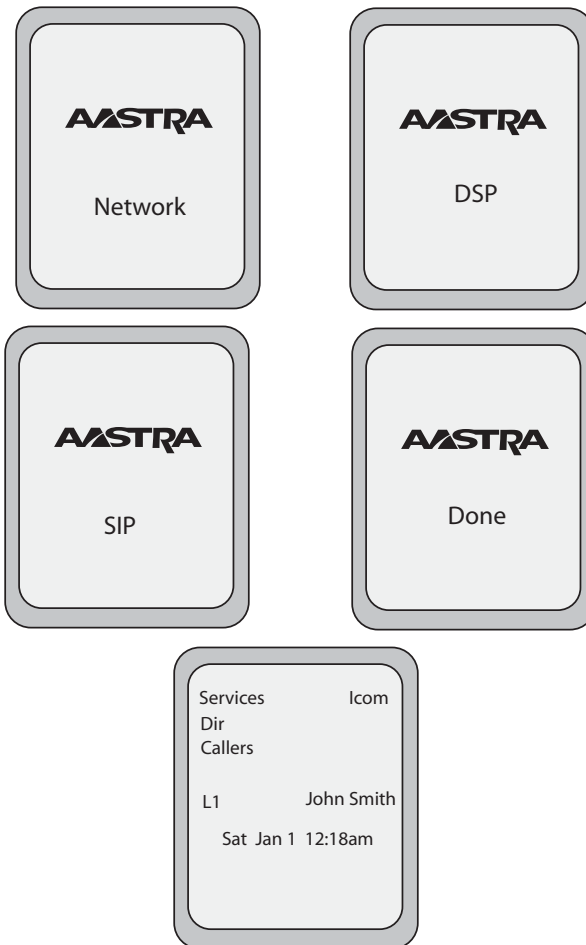 AASTRA
Network
AASTRA
DSP
AASTRA
SIP
AASTRA
Done
Services Icom
Dir
Callers
L1 John Smith
Sat Jan 1 12:18am